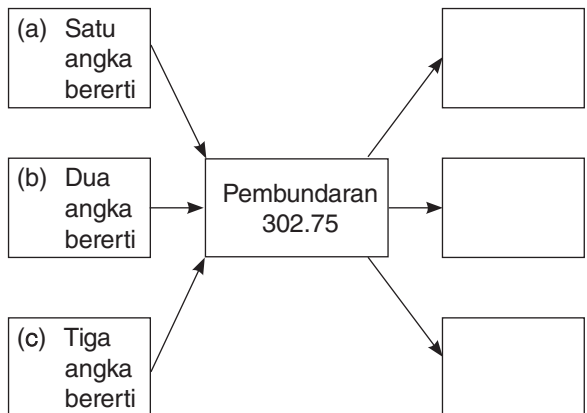 (a) Satu
angka
bererti
(b) Dua
angka
bererti
Pembundaran
302.75
(c) Tiga
angka
bererti